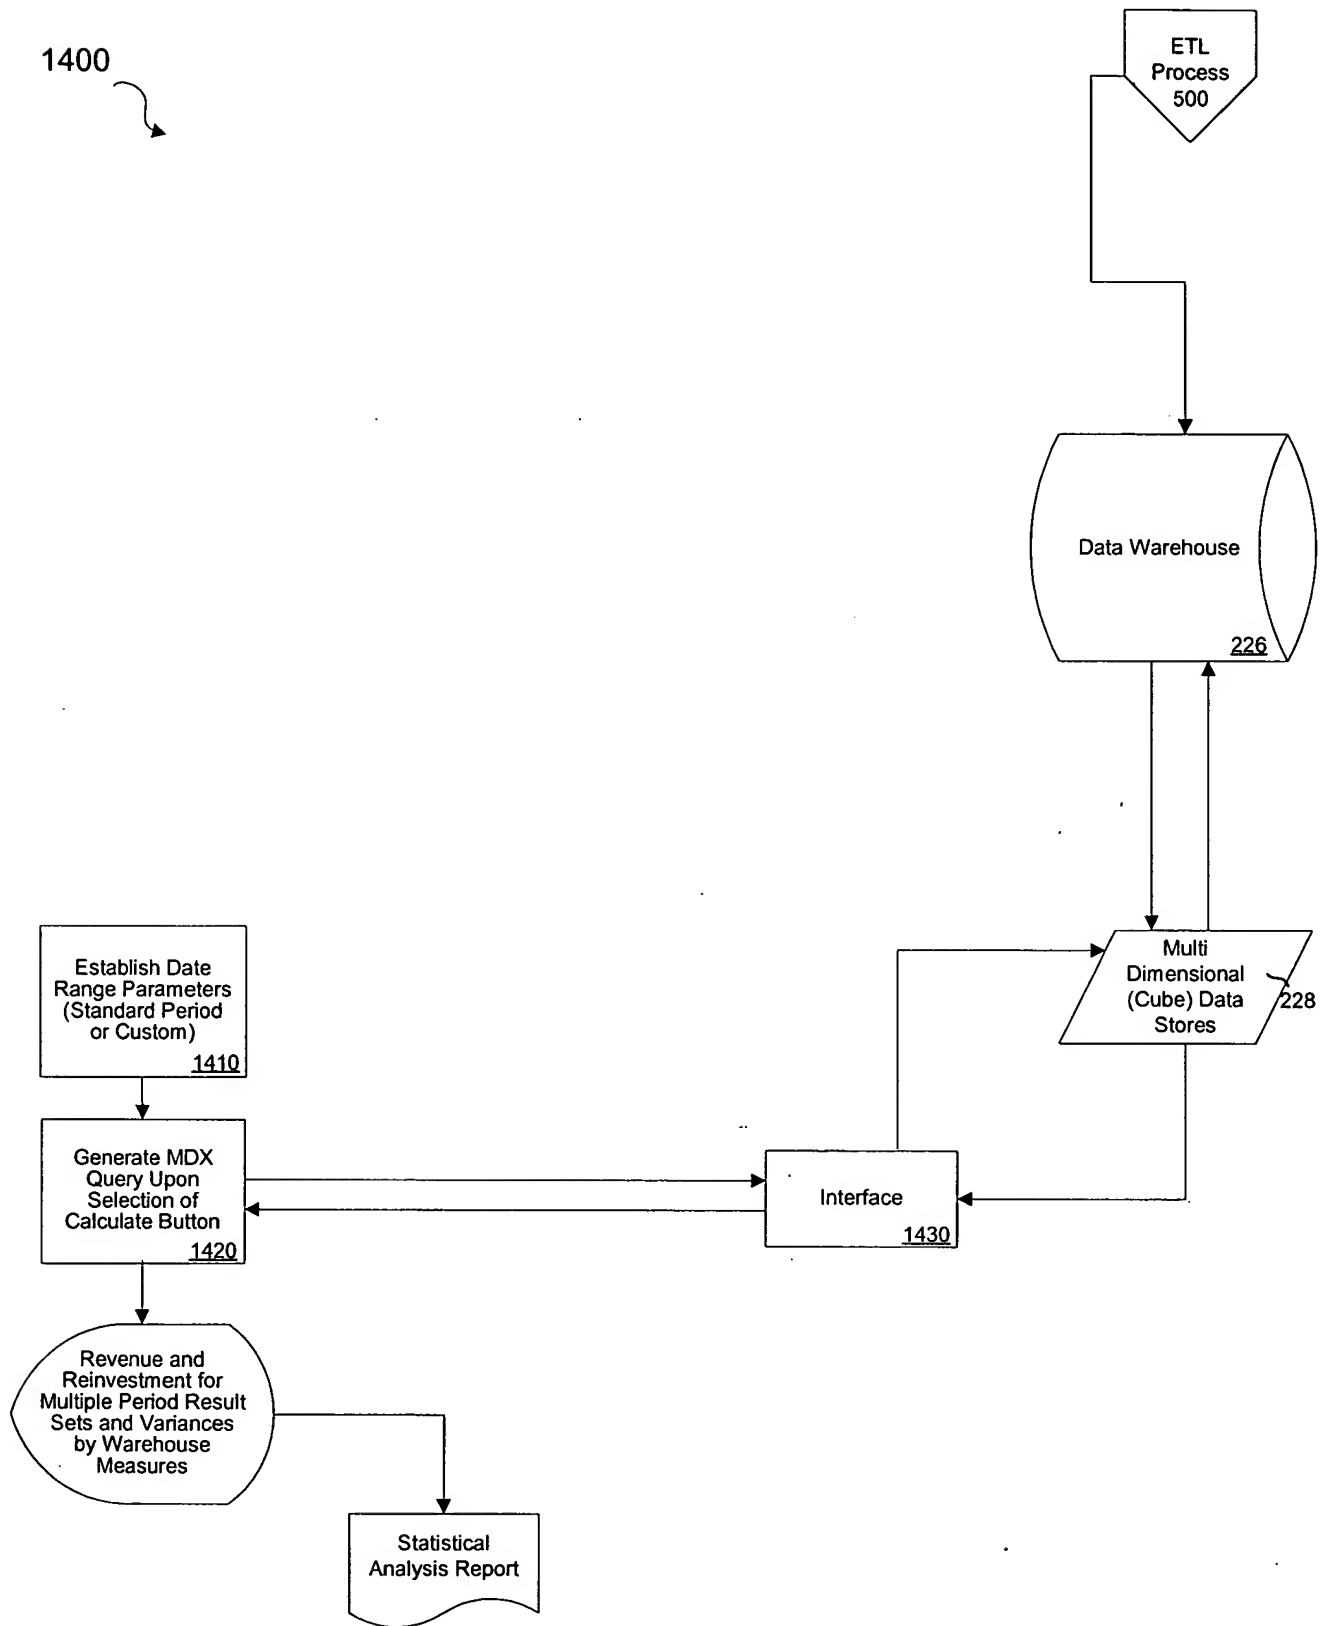 1400
ETL
Process
500
Data Warehouse
226
Multi
Dimensional
(Cube) Data
Stores
228
Establish Date
Range Parameters
(Standard Period
or Custom)
1410
Generate MDX
Query Upon
Selection of
Calculate Button
1420
Interface
1430
Revenue and
Reinvestment for
Multiple Period Result
Sets and Variances
by Warehouse
Measures
Statistical
Analysis Report